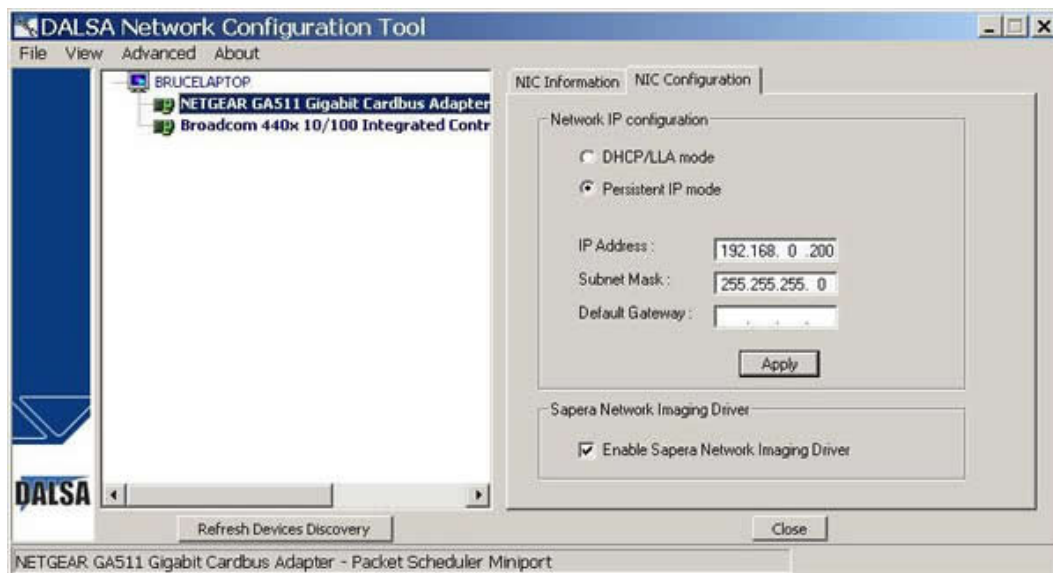 DALSA Network Configuration Tool
File View Advanced About
BRUCELAPTOP
NETGEAR GA511 Gigabit Cardbus Adapter
Broadcom 440x 10/100 Integrated Contr
NIC Information NIC Configuration
Network IP configuration
DHCP/LLA mode
Persistent IP mode
IP Address : 192.168. 0 .200
Subnet Mask : 255.255.255. 0
Default Gateway : . . .
Apply
Sapera Network Imaging Driver
Enable Sapera Network Imaging Driver
DALSA
Refresh Devices Discovery
Close
NETGEAR GA511 Gigabit Cardbus Adapter - Packet Scheduler Miniport